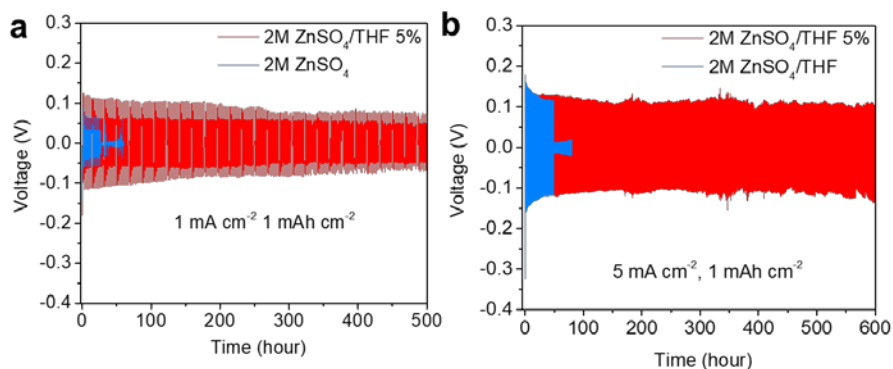 a
0.3
0.2
0.1
0.0
-0.1
-0.2
-0.3
-0.4
Voltage (V)
2M ZnSO₄/THF 5%
2M ZnSO₄
1 mA cm⁻² 1 mAh cm⁻²
0 100 200 300 400 500
Time (hour)
b
0.3
0.2
0.1
0.0
-0.1
-0.2
-0.3
-0.4
Voltage (V)
2M ZnSO₄/THF 5%
2M ZnSO₄/THF
5 mA cm⁻², 1 mAh cm⁻²
0 100 200 300 400 500 600
Time (hour)